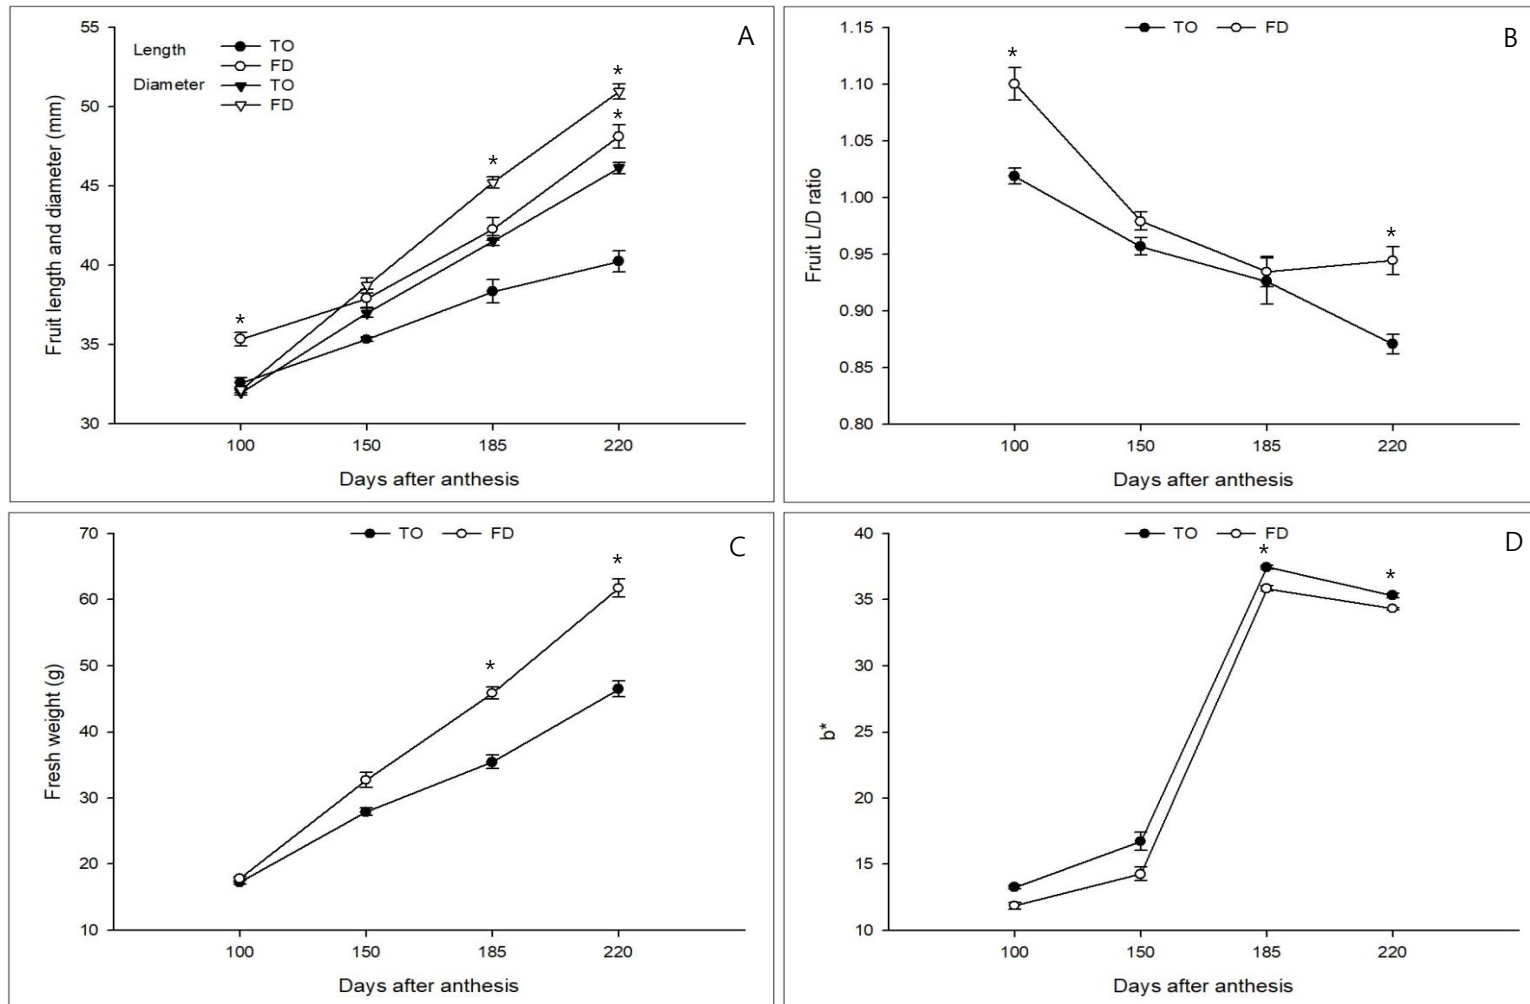 A
Length
TO
FD
Diameter
TO
FD
Fruit length and diameter (mm)
55
50
45
40
35
30
100 150 185 220
Days after anthesis
*
*
*
*
B
TO FD
Fruit L/D ratio
1.15
1.10
1.05
1.00
0.95
0.90
0.85
0.80
100 150 185 220
Days after anthesis
*
*
C
TO FD
Fresh weight (g)
70
60
50
40
30
20
10
100 150 185 220
Days after anthesis
*
*
D
TO FD
b*
40
35
30
25
20
15
10
100 150 185 220
Days after anthesis
*
*